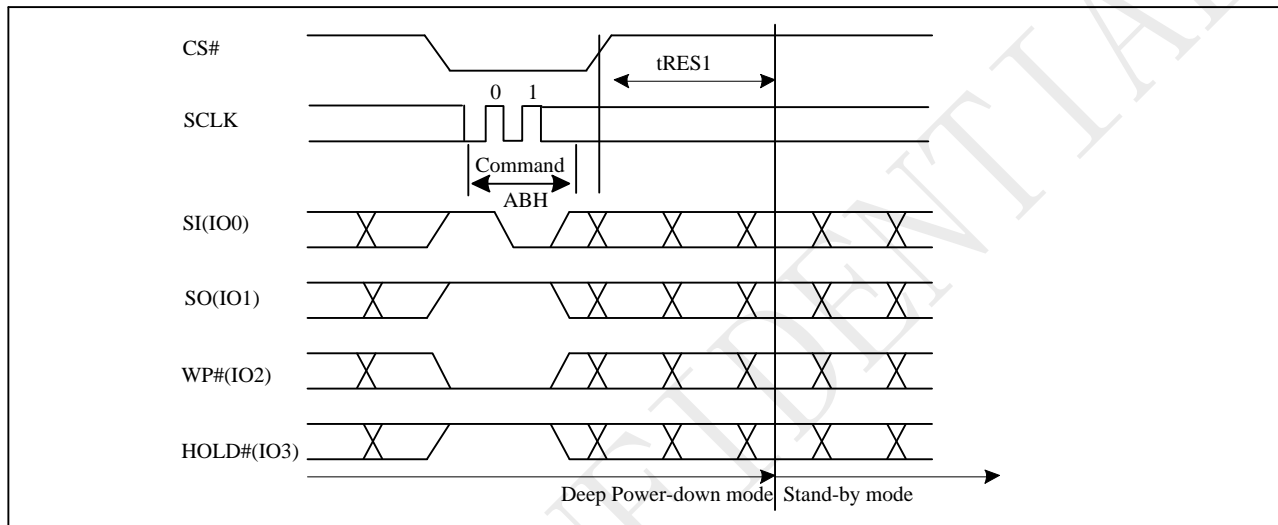 CS#
tRES1
0 1
SCLK
Command
ABH
SI(IO0)
SO(IO1)
WP#(IO2)
HOLD#(IO3)
Deep Power-down mode Stand-by mode